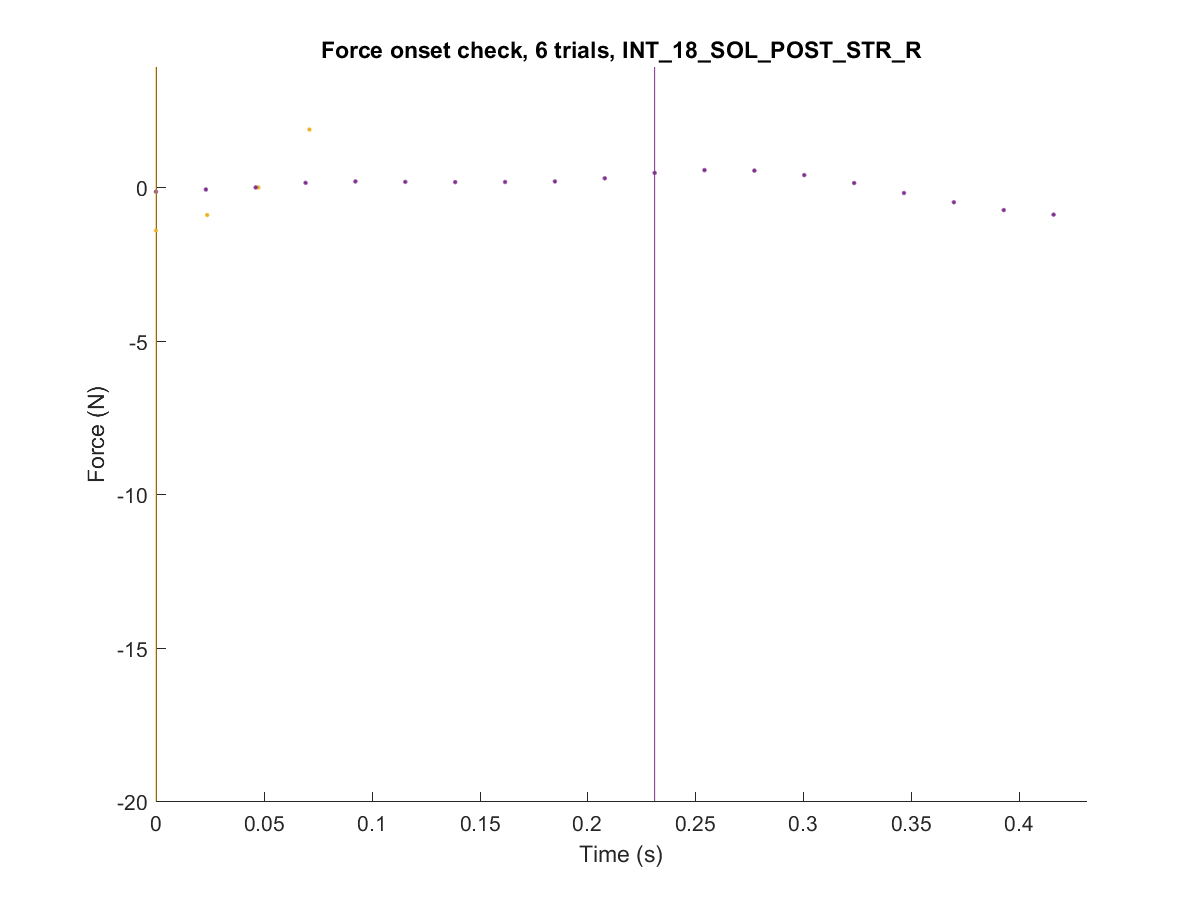 Force onset check, 6 trials, INT_18_SOL_POST_STR_R
Force (N)
0
-5
-10
-15
-20
0 0.05 0.1 0.15 0.2 0.25 0.3 0.35 0.4
Time (s)